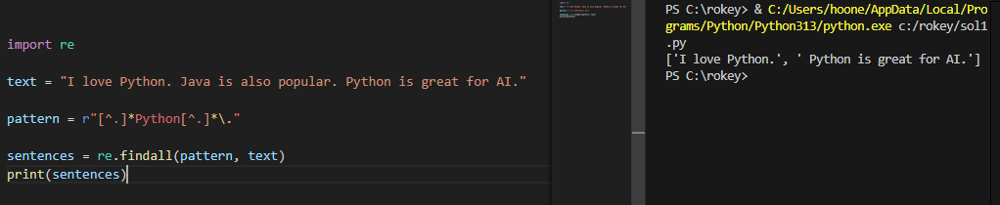 import re
text = "I love Python. Java is also popular. Python is great for AI."
pattern = r"[^.]*Python[^.]*\."
sentences = re.findall(pattern, text)
print(sentences)
PS C:\rokey> & C:/Users/hoone/AppData/Local/Pro
grams/Python/Python313/python.exe c:/rokey/sol1
.py
['I love Python.', ' Python is great for AI.']
PS C:\rokey>